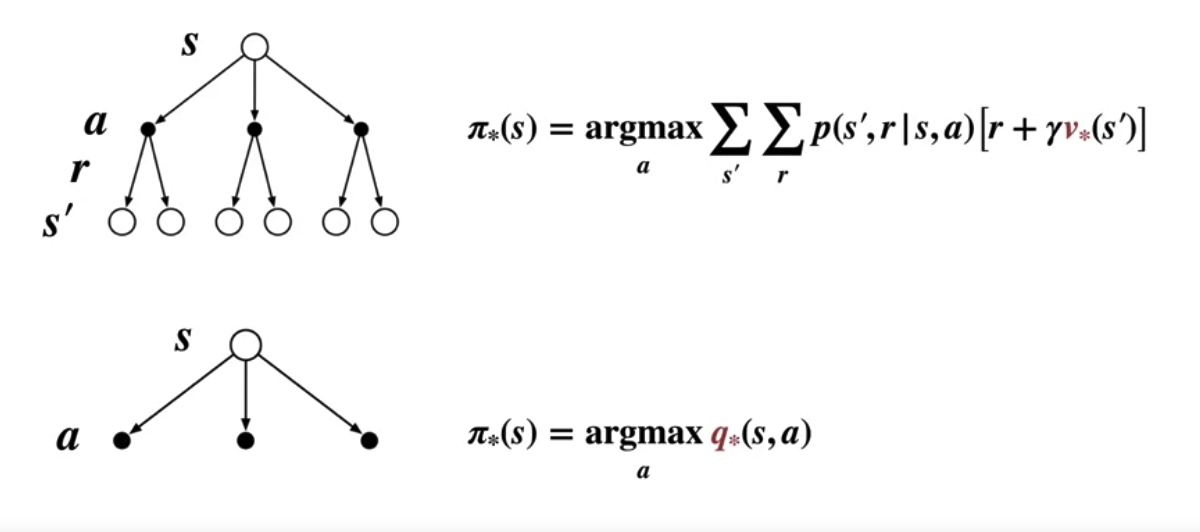 s
a
r
s′
π*(s) = argmax ∑ ∑ p(s′, r | s, a)[r + γv*(s′)]
a s′ r
s
a
π*(s) = argmax q*(s, a)
a